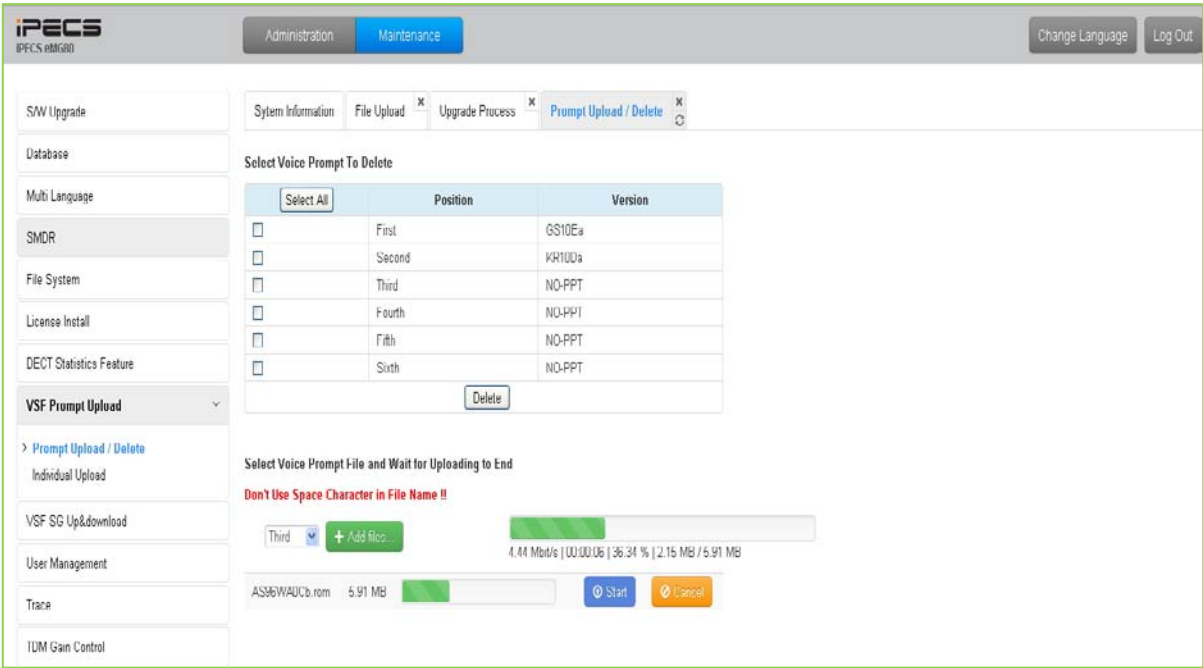 iPECS
iPECS eMG80
Administration
Maintenance
Change Language
Log Out
S/W Upgrade
Database
Multi Language
SMDR
File System
License Install
DECT Statistics Feature
VSF Prompt Upload
> Prompt Upload / Delete
Individual Upload
VSF SG Up&download
User Management
Trace
TDM Gain Control
Sytem Information
File Upload x
Upgrade Process x
Prompt Upload / Delete x
Select Voice Prompt To Delete
Select All Position Version
First GS10Ea
Second KR10Da
Third NO-PPT
Fourth NO-PPT
Fifth NO-PPT
Sixth NO-PPT
Delete
Select Voice Prompt File and Wait for Uploading to End
Don't Use Space Character in File Name !!
Third + Add files...
4.44 Mbit/s | 00:00:06 | 36.34 % | 2.15 MB / 5.91 MB
AS96WA0Cb.rom 5.91 MB Start Cancel